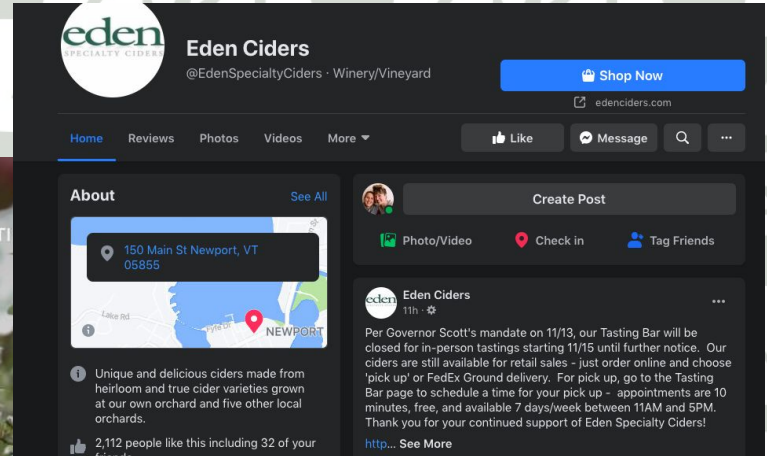 eden
SPECIALTY CIDERS
Eden Ciders
@EdenSpecialtyCiders · Winery/Vineyard
Shop Now
edenciders.com
Home Reviews Photos Videos More
Like Message
About See All
150 Main St Newport, VT
05855
Lake Rd
NEWPORT
Unique and delicious ciders made from
heirloom and true cider varieties grown
at our own orchard and five other local
orchards.
2,112 people like this including 32 of your
friends
Create Post
Photo/Video Check in Tag Friends
eden
Eden Ciders
11h ·
Per Governor Scott's mandate on 11/13, our Tasting Bar will be
closed for in-person tastings starting 11/15 until further notice. Our
ciders are still available for retail sales - just order online and choose
'pick up' or FedEx Ground delivery. For pick up, go to the Tasting
Bar page to schedule a time for your pick up - appointments are 10
minutes, free, and available 7 days/week between 11AM and 5PM.
Thank you for your continued support of Eden Specialty Ciders!
http... See More